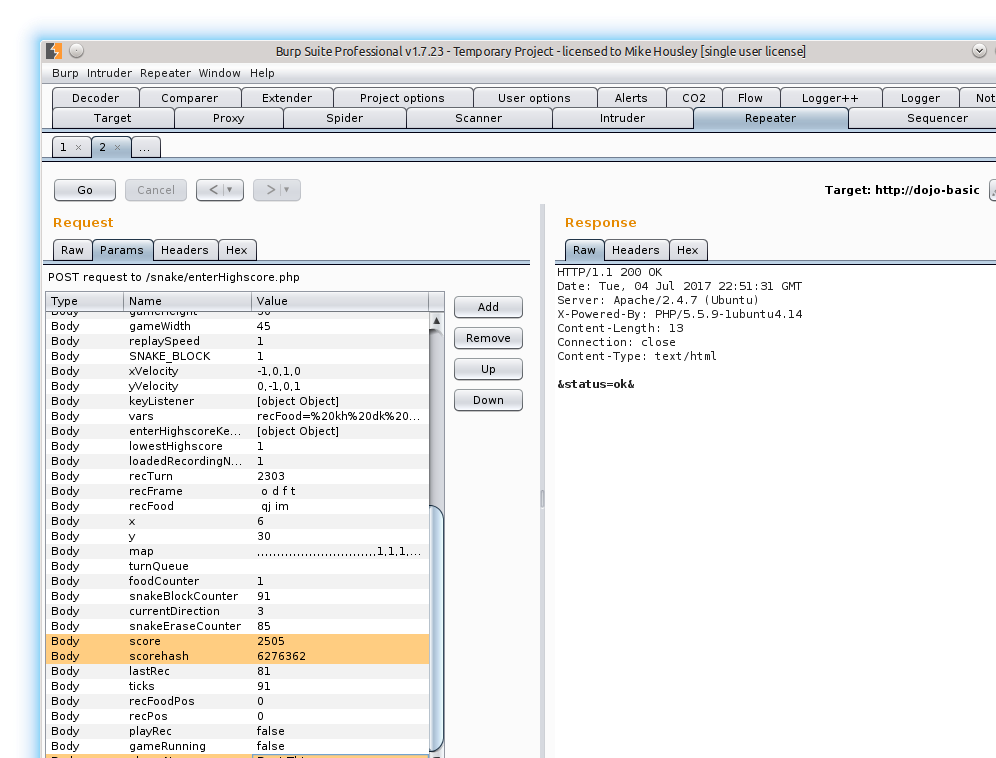 Burp Suite Professional v1.7.23 - Temporary Project - licensed to Mike Housley [single user license]
Burp Intruder Repeater Window Help
Decoder Comparer Extender Project options User options Alerts CO2 Flow Logger++ Logger Not
Target Proxy Spider Scanner Intruder Repeater Sequencer
1 × 2 × ...
Go Cancel < | ▼ > | ▼ Target: http://dojo-basic
Request
Raw Params Headers Hex
POST request to /snake/enterHighscore.php
Type Name Value
Body gameHeight 30
Body gameWidth 45
Body replaySpeed 1
Body SNAKE_BLOCK 1
Body xVelocity -1,0,1,0
Body yVelocity 0,-1,0,1
Body keyListener [object Object]
Body vars recFood=%20kh%20dk%20...
Body enterHighscoreKe... [object Object]
Body lowestHighscore 1
Body loadedRecordingN... 1
Body recTurn 2303
Body recFrame o d f t
Body recFood qj im
Body x 6
Body y 30
Body map ,,,,,,,,,,,,,,,,,,,,,,,,,,,,,,1,1,1,...
Body turnQueue
Body foodCounter 1
Body snakeBlockCounter 91
Body currentDirection 3
Body snakeEraseCounter 85
Body score 2505
Body scorehash 6276362
Body lastRec 81
Body ticks 91
Body recFoodPos 0
Body recPos 0
Body playRec false
Body gameRunning false
Add
Remove
Up
Down
Response
Raw Headers Hex
HTTP/1.1 200 OK
Date: Tue, 04 Jul 2017 22:51:31 GMT
Server: Apache/2.4.7 (Ubuntu)
X-Powered-By: PHP/5.5.9-1ubuntu4.14
Content-Length: 13
Connection: close
Content-Type: text/html
&status=ok&